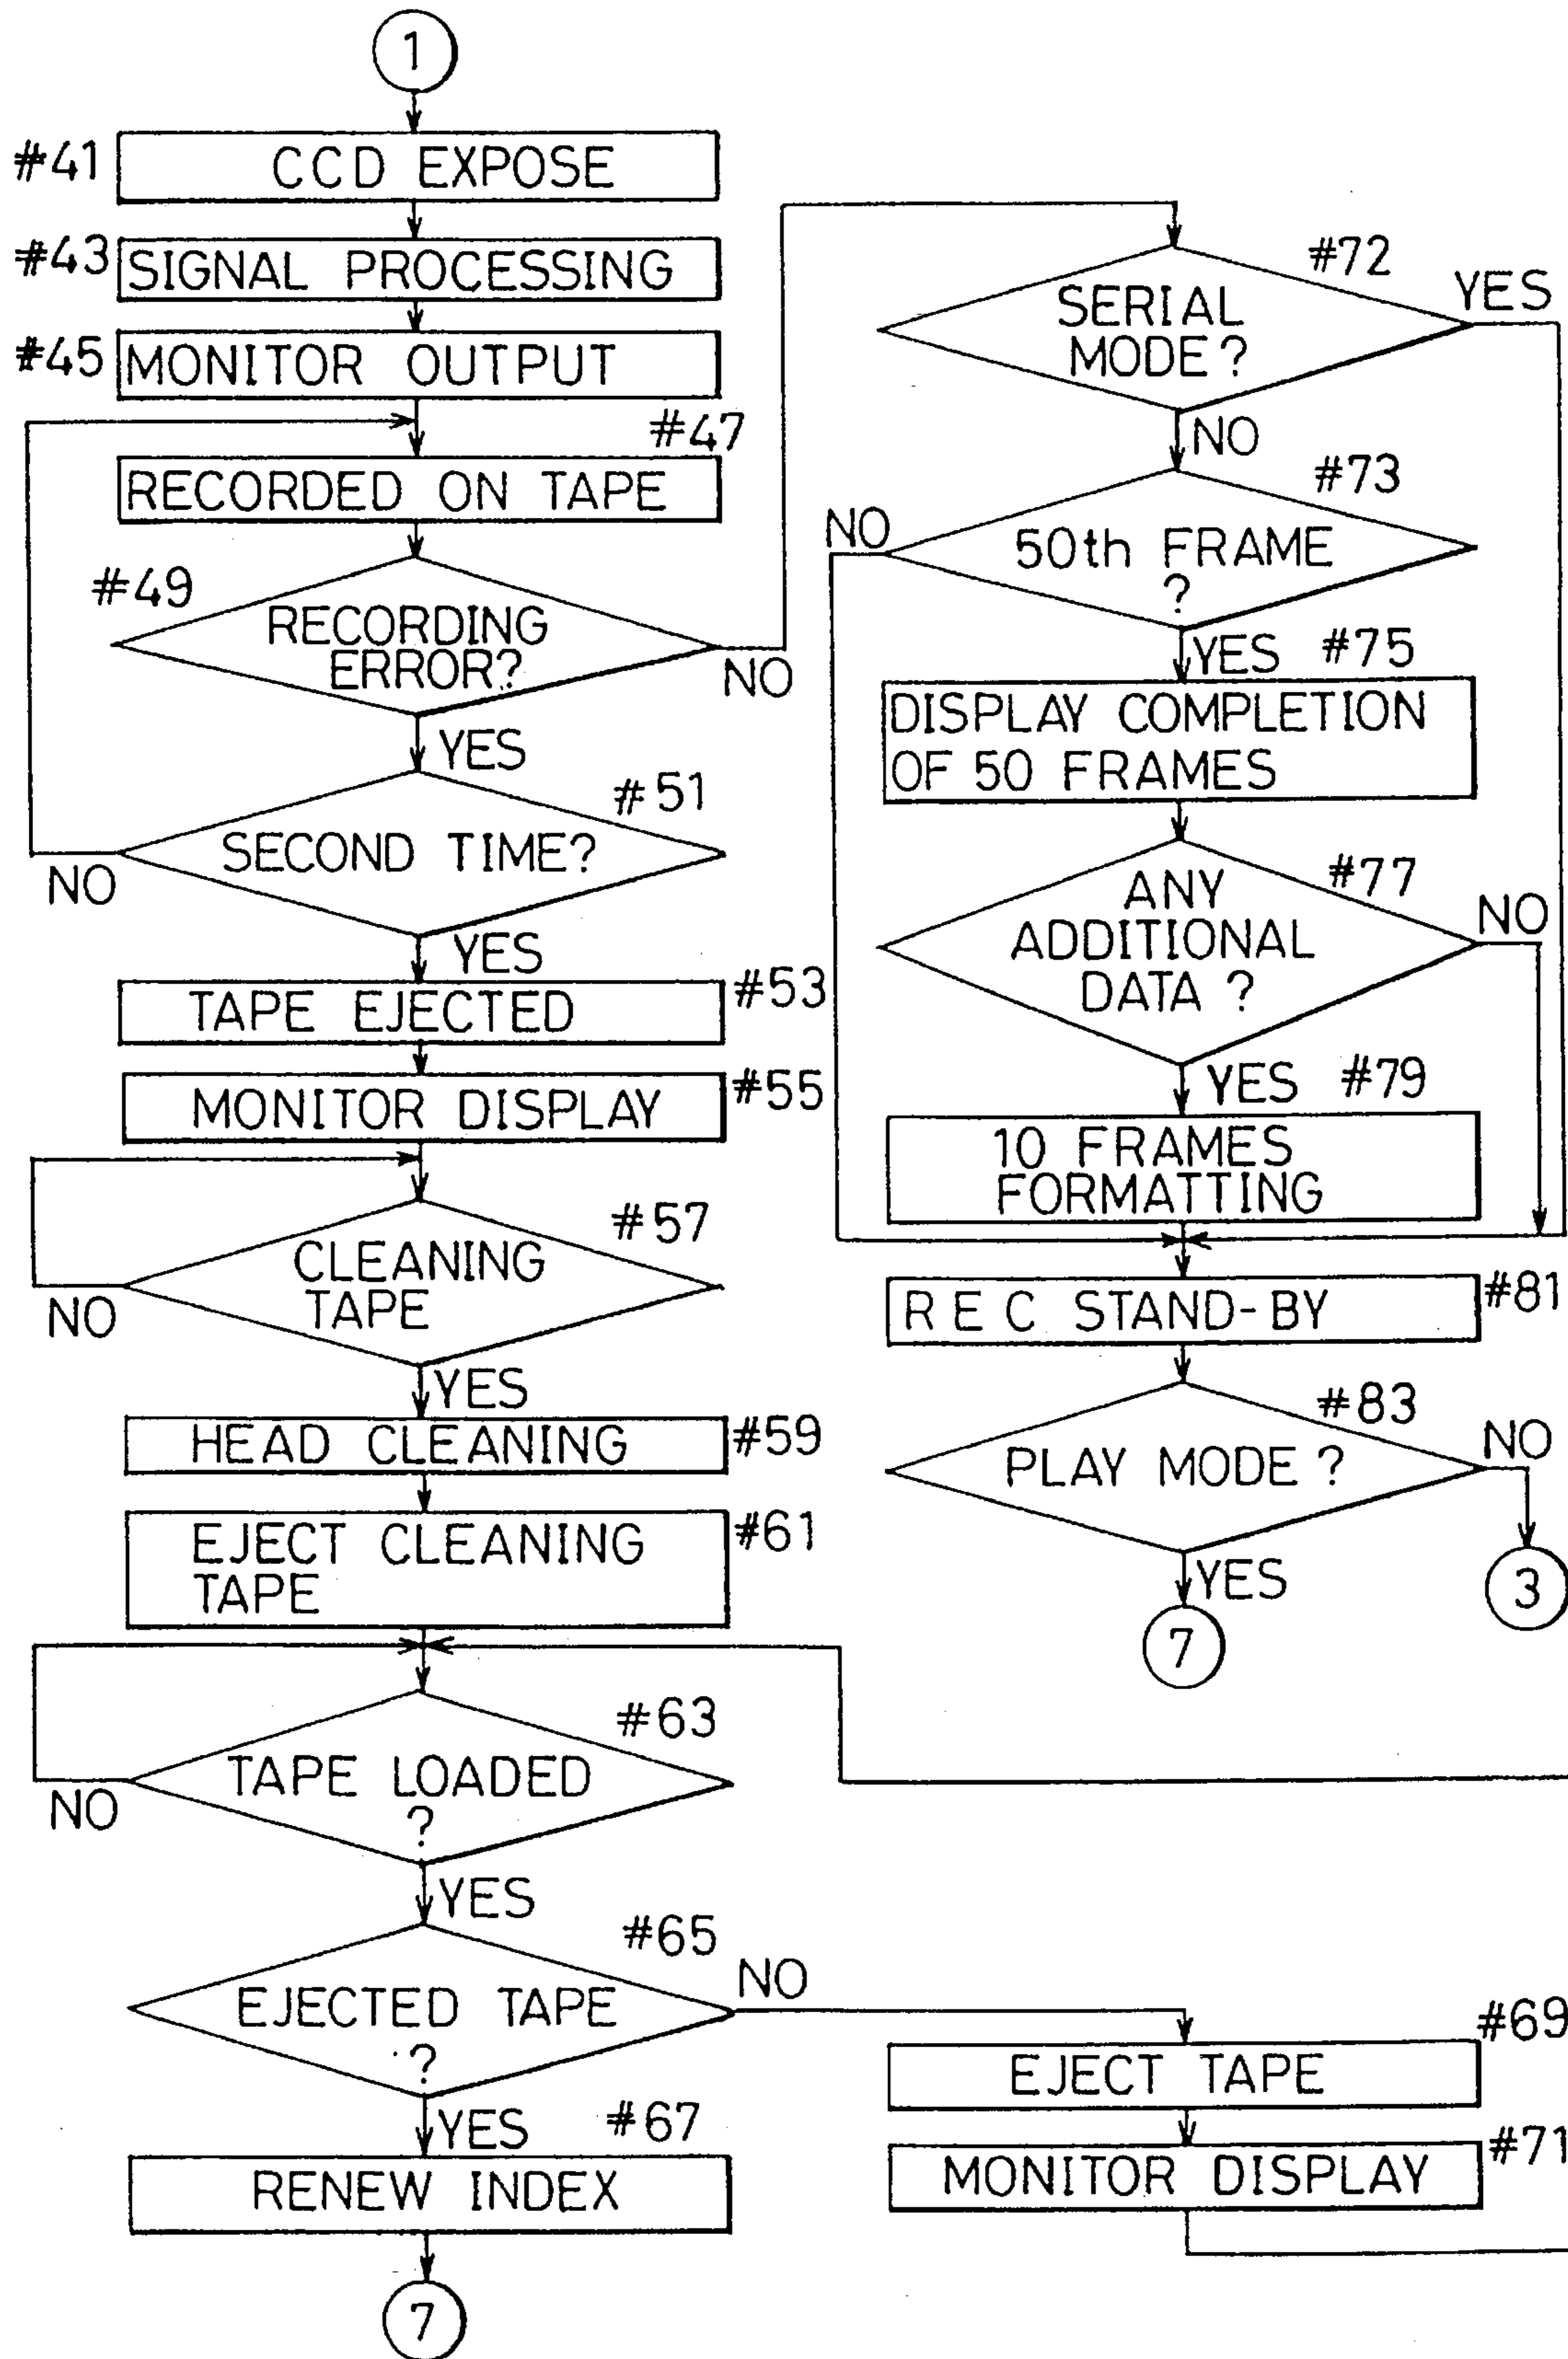 1
#41
CCD EXPOSE
#43
SIGNAL PROCESSING
#45
MONITOR OUTPUT
#47
RECORDED ON TAPE
#49
RECORDING
ERROR?
NO
YES
#51
SECOND TIME?
NO
YES
TAPE EJECTED
#53
MONITOR DISPLAY
#55
#57
CLEANING
TAPE
NO
YES
HEAD CLEANING
#59
EJECT CLEANING
TAPE
#61
#63
TAPE LOADED
?
NO
YES
#65
EJECTED TAPE
?
NO
YES
#67
RENEW INDEX
7
#69
EJECT TAPE
#71
MONITOR DISPLAY
#72
SERIAL
MODE?
YES
NO
#73
50th FRAME
?
NO
YES
#75
DISPLAY COMPLETION
OF 50 FRAMES
#77
ANY
ADDITIONAL
DATA ?
NO
YES
#79
10 FRAMES
FORMATTING
REC STAND-BY
#81
#83
PLAY MODE ?
NO
3
YES
7